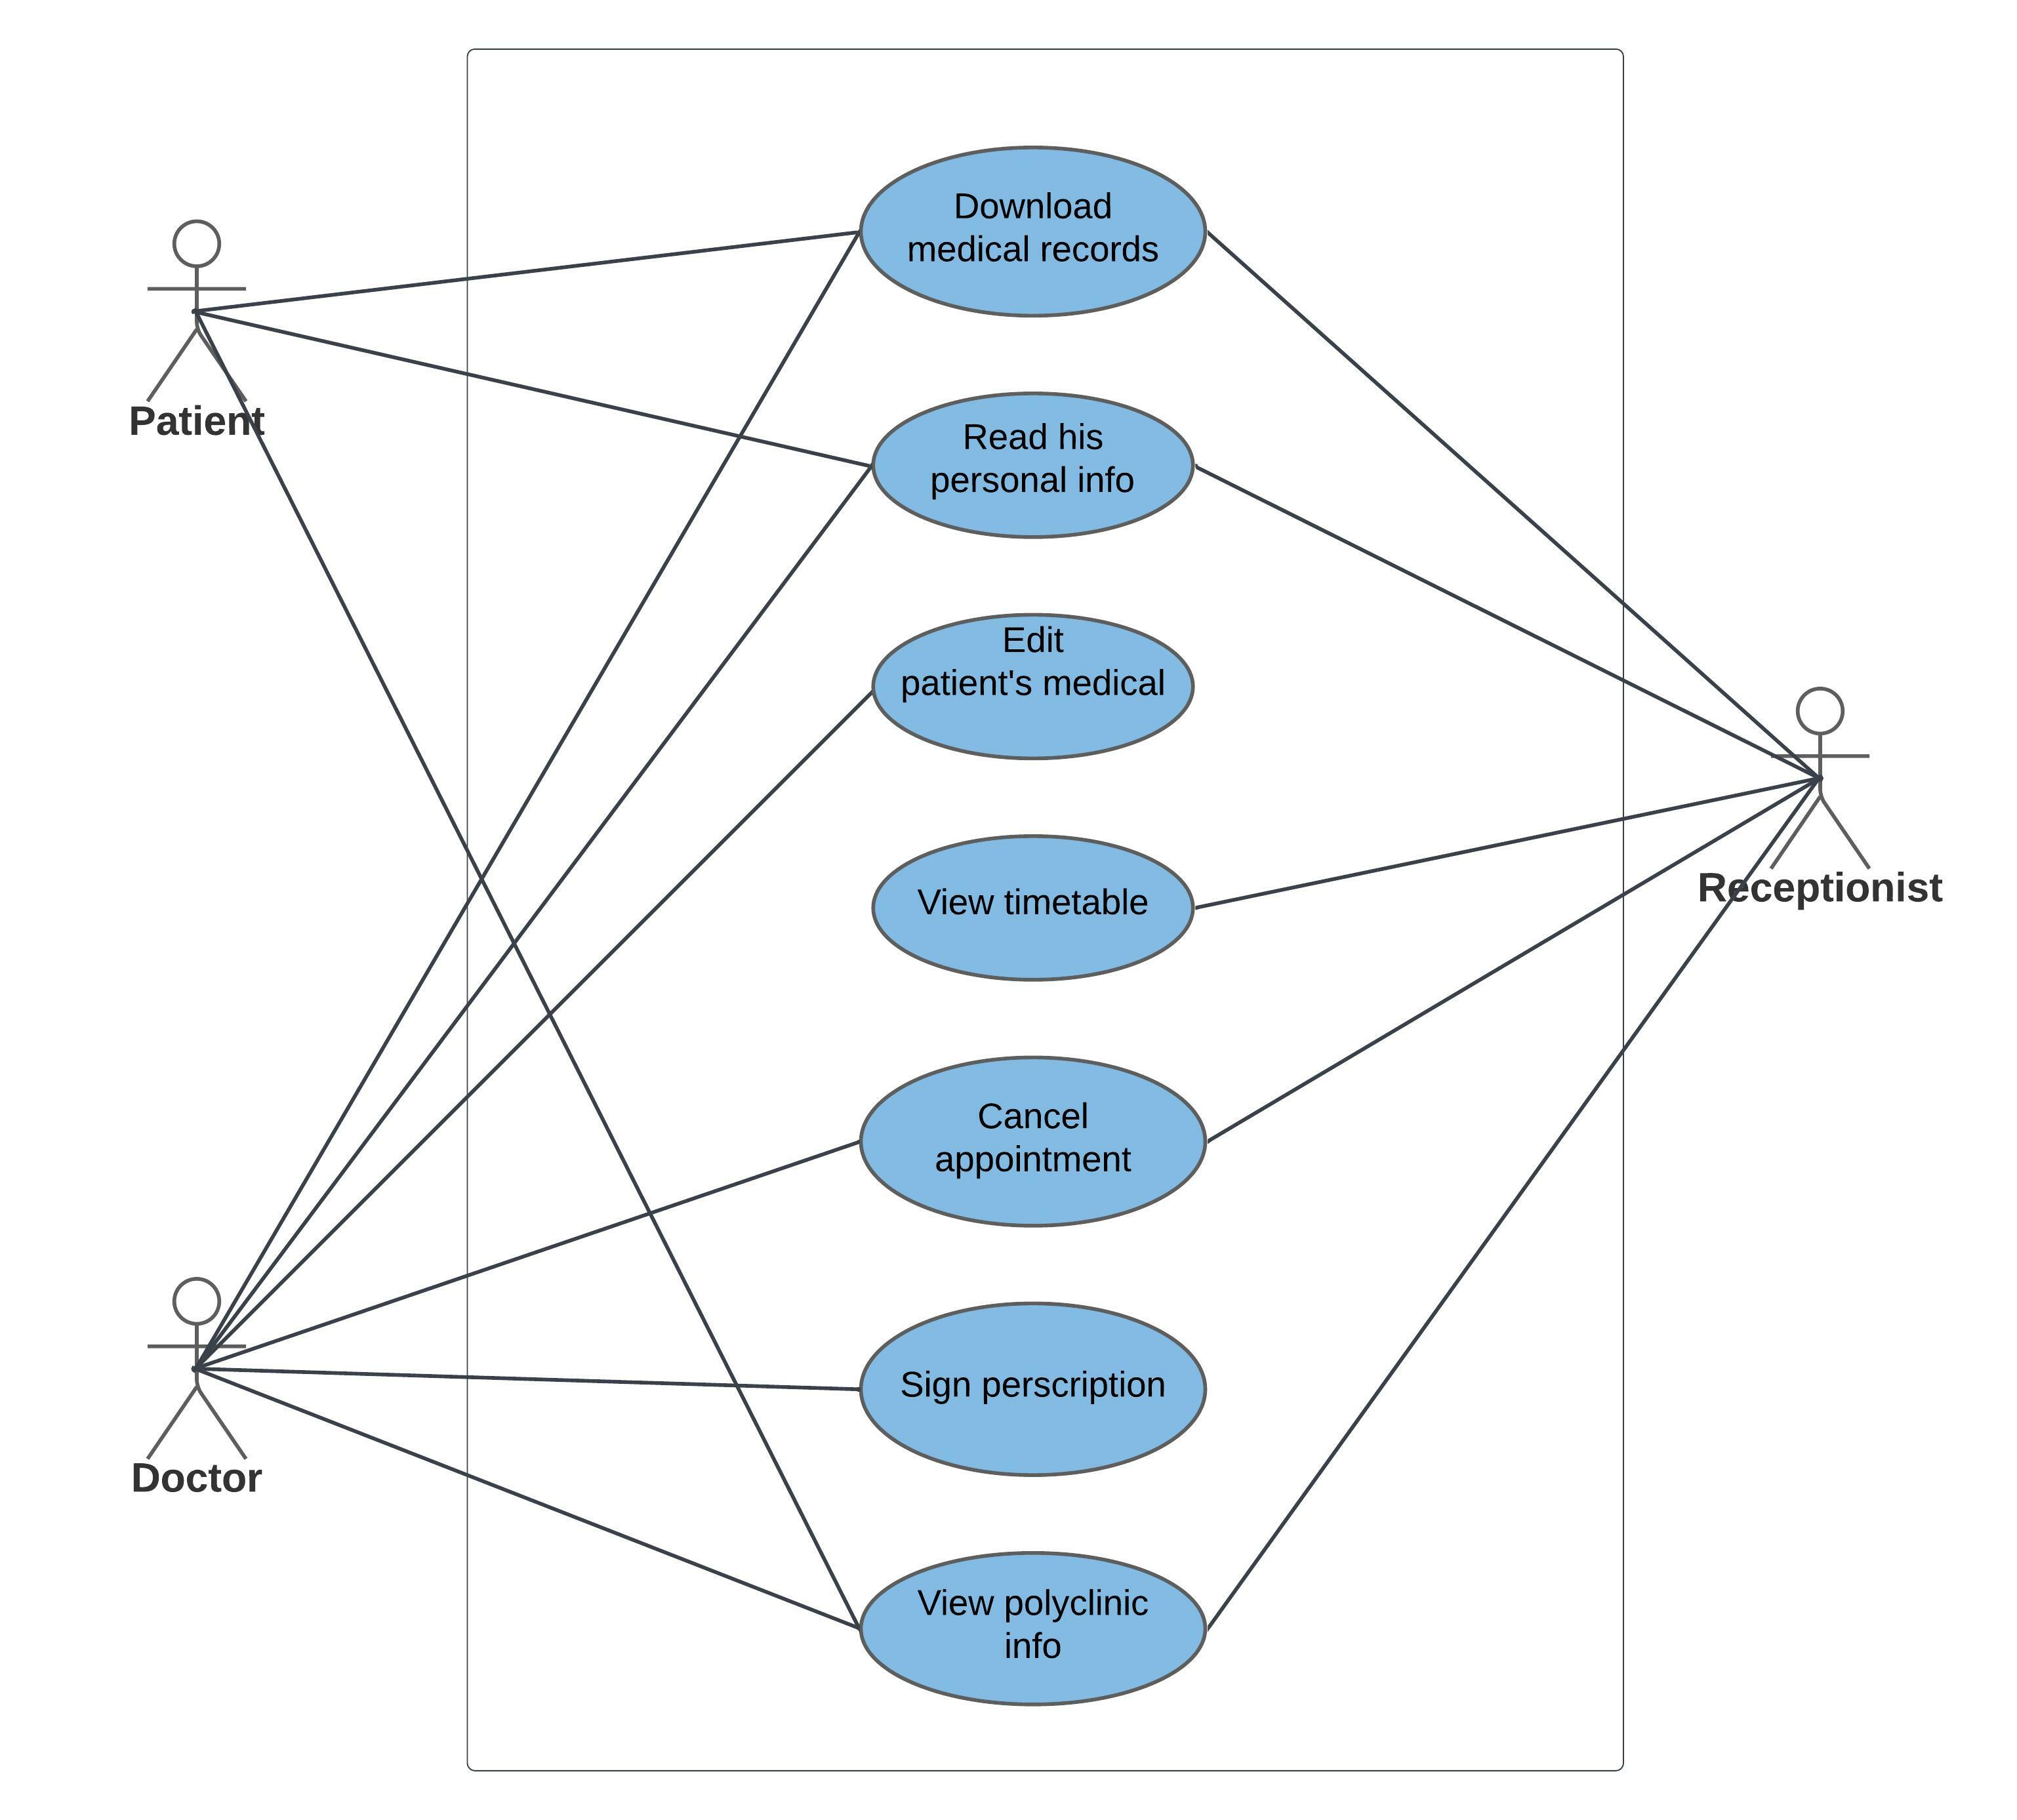 Download
medical records
Patient
Read his
personal info
Edit
patient's medical
View timetable
Receptionist
Cancel
appointment
Sign perscription
Doctor
View polyclinic
info